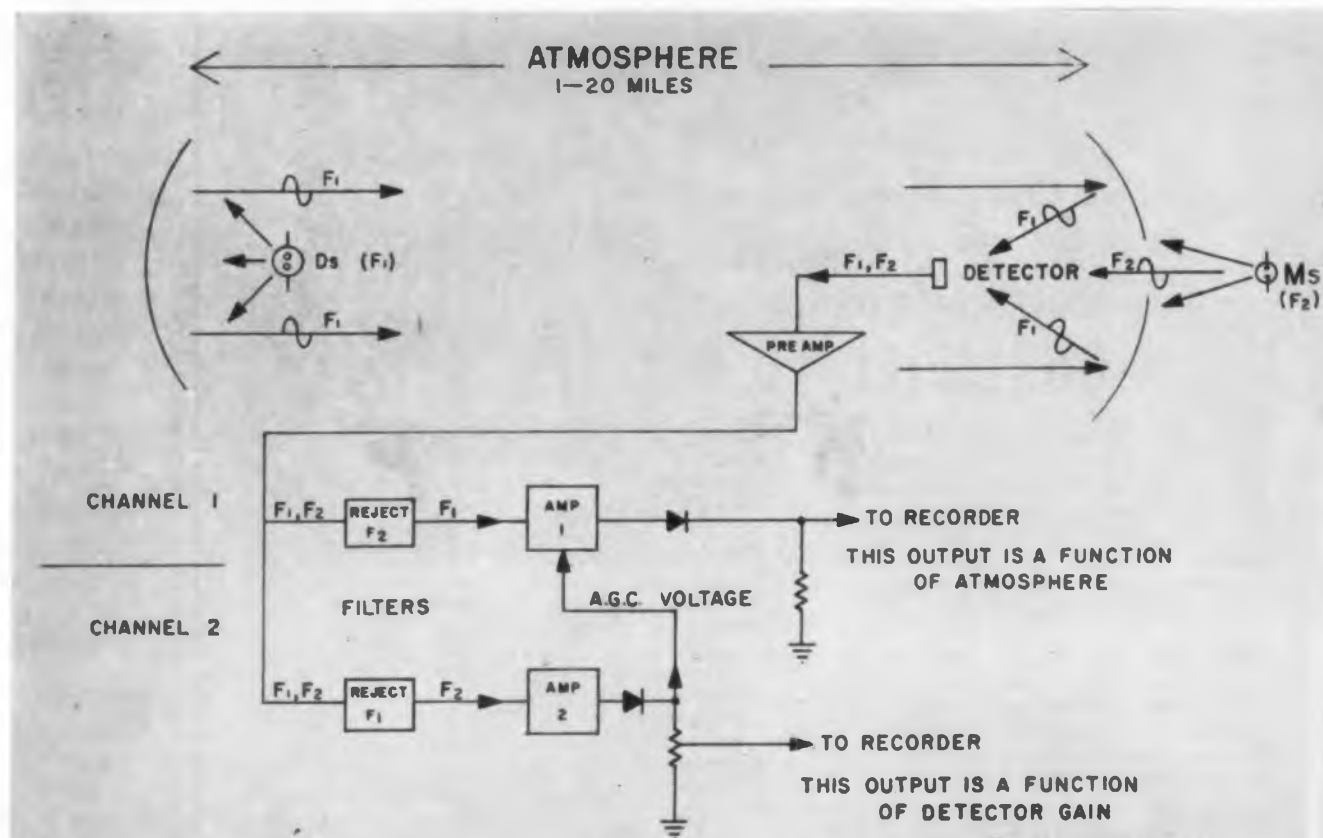 ATMOSPHERE
1—20 MILES
F1
Ds (F1)
F1
F1
F1, F2
DETECTOR
F2
Ms
(F2)
F1
PRE AMP
CHANNEL 1
F1, F2
REJECT
F2
F1
AMP
1
TO RECORDER
THIS OUTPUT IS A FUNCTION
OF ATMOSPHERE
A.G.C. VOLTAGE
FILTERS
CHANNEL 2
F1, F2
REJECT
F1
F2
AMP
2
TO RECORDER
THIS OUTPUT IS A FUNCTION
OF DETECTOR GAIN